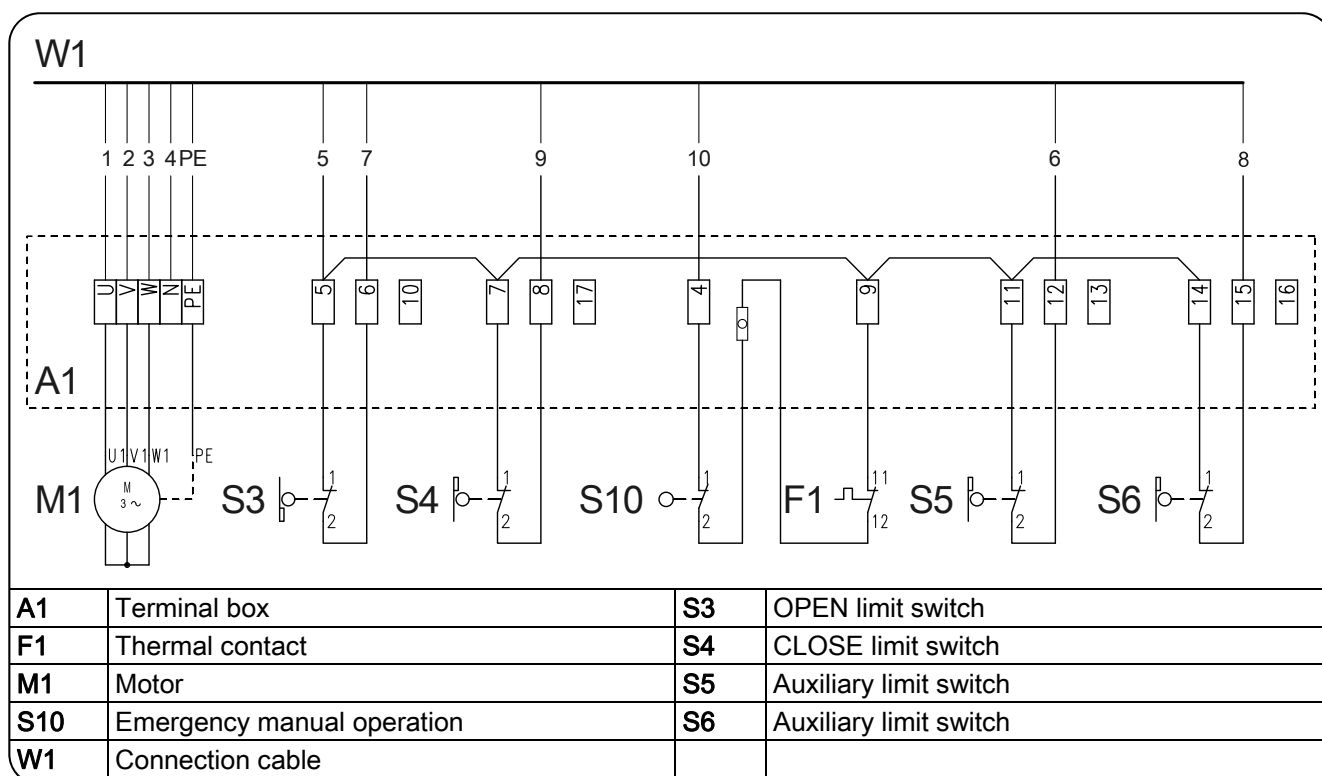 W1
1 2 3 4 PE 5 7 9 10 6 8
U V W N PE 5 6 10 7 8 17 4 9 11 12 13 14 15 16
A1
U1 V1 W1 PE
M1 M 3 ~ S3 1 2 S4 1 2 S10 1 2 F1 11 12 S5 1 2 S6 1 2
A1 Terminal box S3 OPEN limit switch
F1 Thermal contact S4 CLOSE limit switch
M1 Motor S5 Auxiliary limit switch
S10 Emergency manual operation S6 Auxiliary limit switch
W1 Connection cable